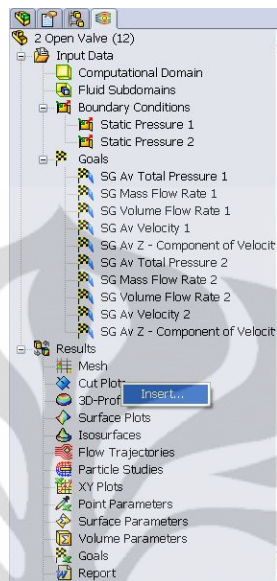 2 Open Valve (12)
Input Data
Computational Domain
Fluid Subdomains
Boundary Conditions
Static Pressure 1
Static Pressure 2
Goals
SG Av Total Pressure 1
SG Mass Flow Rate 1
SG Volume Flow Rate 1
SG Av Velocity 1
SG Av Z - Component of Velocit
SG Av Total Pressure 2
SG Mass Flow Rate 2
SG Volume Flow Rate 2
SG Av Velocity 2
SG Av Z - Component of Velocit
Results
Mesh
Cut Plots
Insert...
3D-Prof
Surface Plots
Isosurfaces
Flow Trajectories
Particle Studies
XY Plots
Point Parameters
Surface Parameters
Volume Parameters
Goals
Report